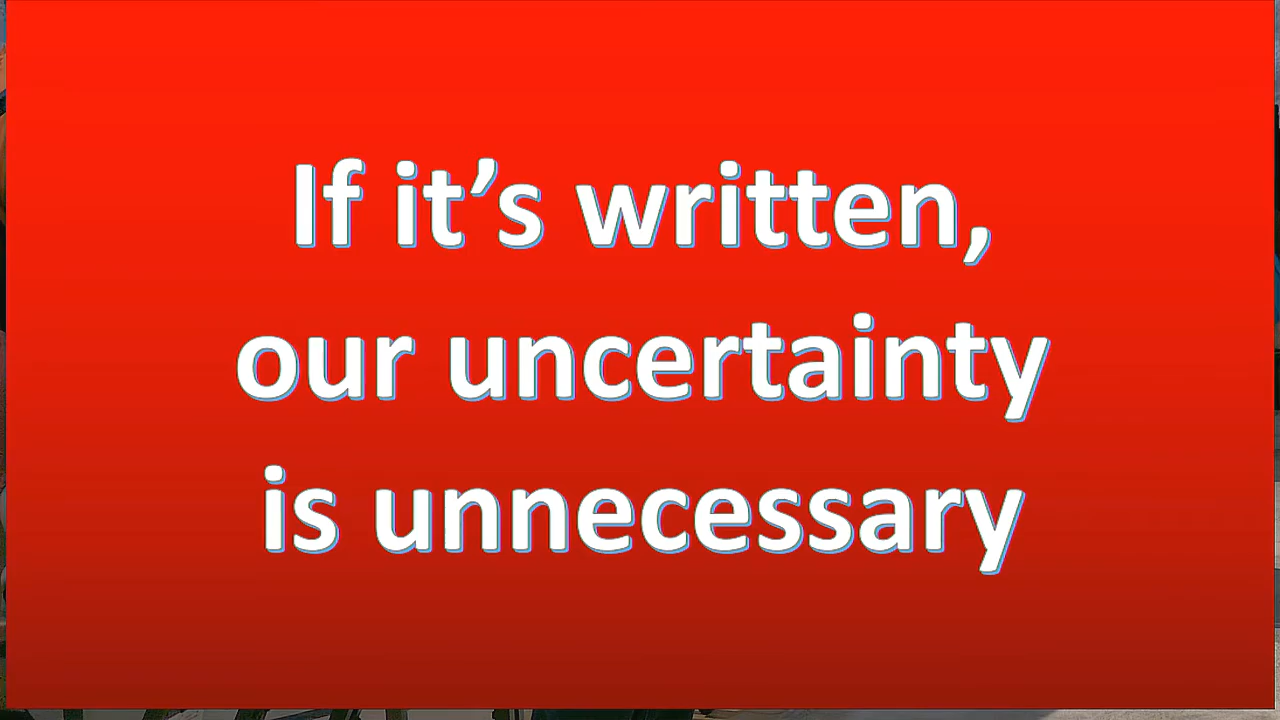 If it’s written,
our uncertainty
is unnecessary